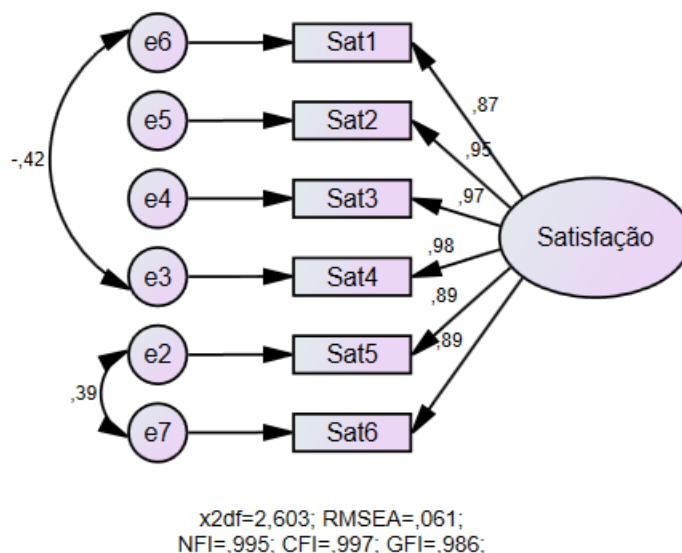 e6 Sat1
,87
e5 Sat2
,95
-,42
e4 Sat3
,97
Satisfação
,98
e3 Sat4
,89
,89
e2 Sat5
,39
e7 Sat6
x2df=2,603; RMSEA=,061;
NFI=,995; CFI=,997; GFI=,986;